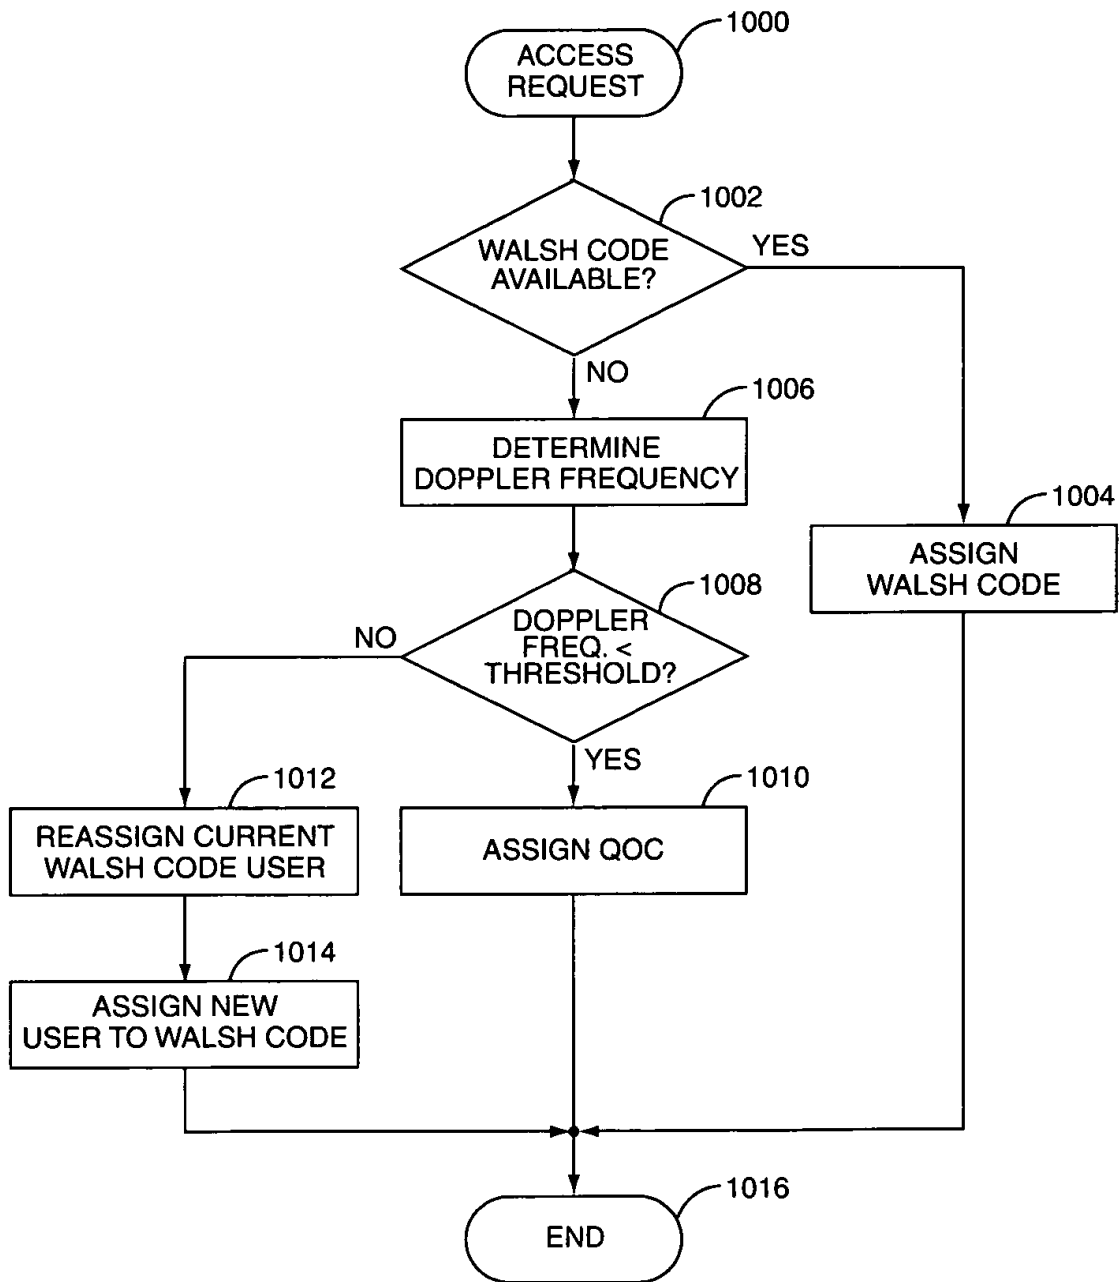 1000
ACCESS
REQUEST
1002
WALSH CODE
AVAILABLE?
YES
NO
1006
DETERMINE
DOPPLER FREQUENCY
1004
ASSIGN
WALSH CODE
1008
DOPPLER
FREQ. <
THRESHOLD?
NO
YES
1012
REASSIGN CURRENT
WALSH CODE USER
1010
ASSIGN QOC
1014
ASSIGN NEW
USER TO WALSH CODE
1016
END